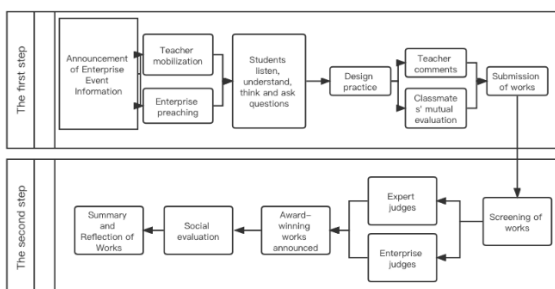 The first step
Announcement
of Enterprise
Event
Information
Teacher
mobilization
Enterprise
preaching
Students
listen,
understand,
think and ask
questions
Design
practice
Teacher
comments
Classmate
s' mutual
evaluation
Submission
of works
The second step
Summary
and
Reflection of
Works
Social
evaluation
Award-
winning
works
announced
Expert
judges
Enterprise
judges
Screening of
works